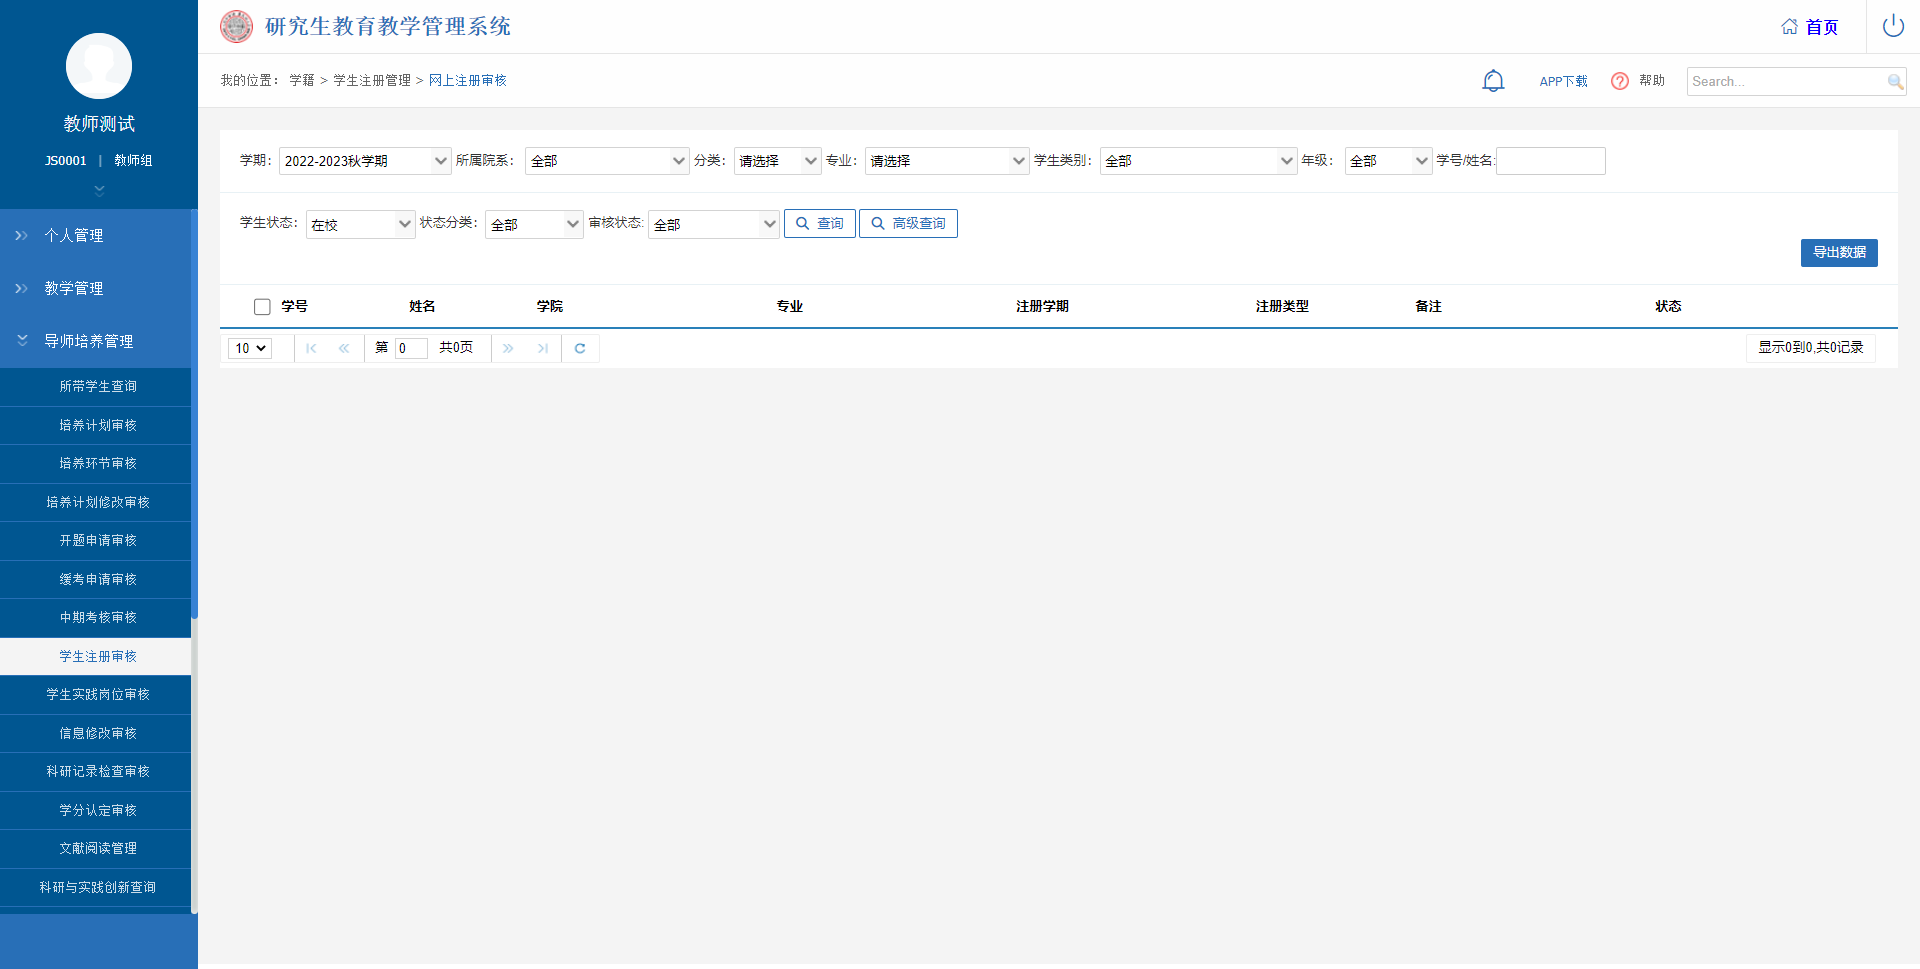 研究生教育教学管理系统
首页
教师测试
JS0001 | 教师组
我的位置： 学籍 > 学生注册管理 > 网上注册审核
APP下载
帮助
Search...
个人管理
教学管理
导师培养管理
所带学生查询
培养计划审核
培养环节审核
培养计划修改审核
开题申请审核
缓考申请审核
中期考核审核
学生注册审核
学生实践岗位审核
信息修改审核
科研记录检查审核
学分认定审核
文献阅读管理
科研与实践创新查询
学期： 2022-2023秋学期 所属院系： 全部 分类： 请选择 专业： 请选择 学生类别： 全部 年级： 全部 学号/姓名:
学生状态： 在校 状态分类： 全部 审核状态: 全部 查询 高级查询
导出数据
学号 姓名 学院 专业 注册学期 注册类型 备注 状态
10 第 0 共0页 显示0到0,共0记录